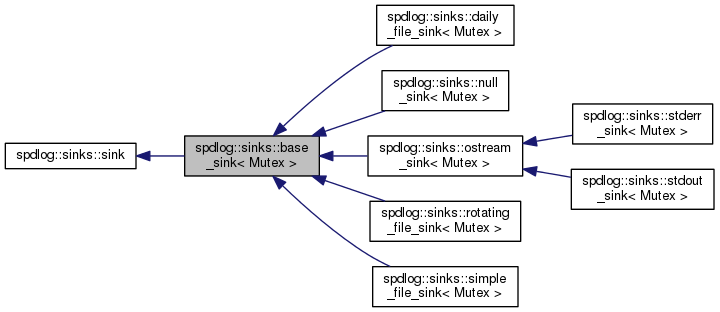 spdlog::sinks::sink
spdlog::sinks::base
_sink< Mutex >
spdlog::sinks::daily
_file_sink< Mutex >
spdlog::sinks::null
_sink< Mutex >
spdlog::sinks::ostream
_sink< Mutex >
spdlog::sinks::rotating
_file_sink< Mutex >
spdlog::sinks::simple
_file_sink< Mutex >
spdlog::sinks::stderr
_sink< Mutex >
spdlog::sinks::stdout
_sink< Mutex >